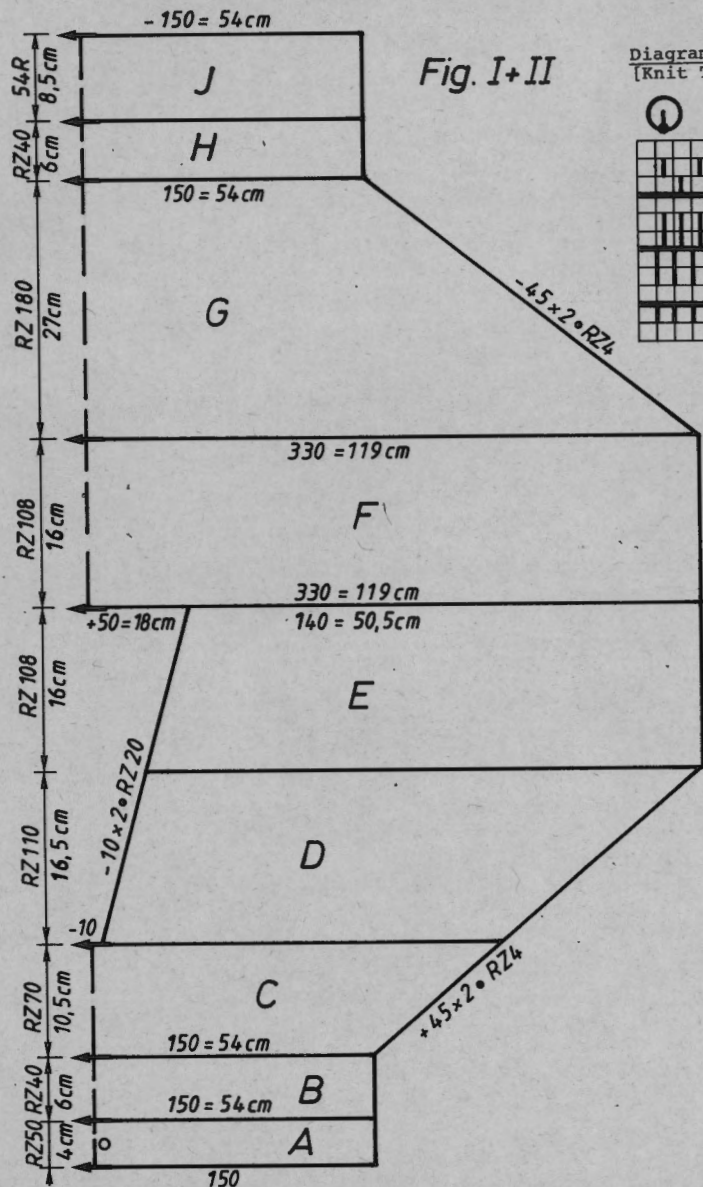 -150 = 54cm
Fig. I+II
[Knit
54R
8,5cm
J
RZ40
6cm
H
150 = 54cm
RZ180
27cm
G
-45×2•RZ4
330 = 119cm
RZ108
16cm
F
330 = 119cm
+50=18cm
140 = 50,5cm
RZ108
16cm
E
-10×2•RZ20
RZ110
16,5cm
D
-10
RZ70
10,5cm
C
+45×2•RZ4
150 = 54cm
RZ40
6cm
B
150 = 54cm
RZ50
4cm
o
A
150